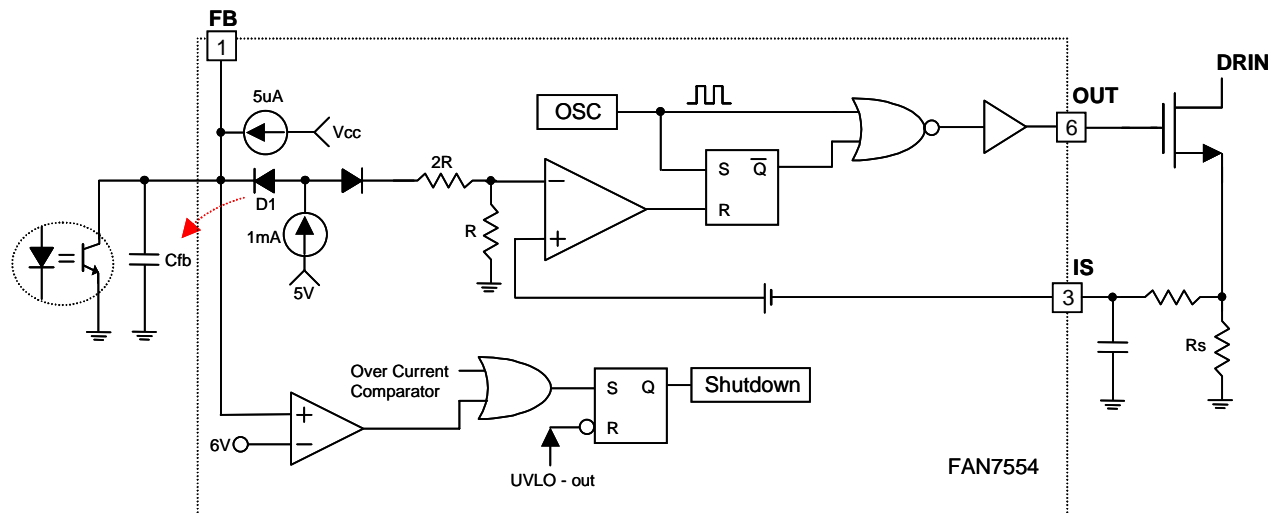 FB
1
5uA
Vcc
OSC
DRIN
OUT
6
2R
S Q
R
D1
R
1mA
Cfb
5V
IS
3
Rs
Over Current
Comparator
S Q
R
Shutdown
6V
UVLO - out
FAN7554